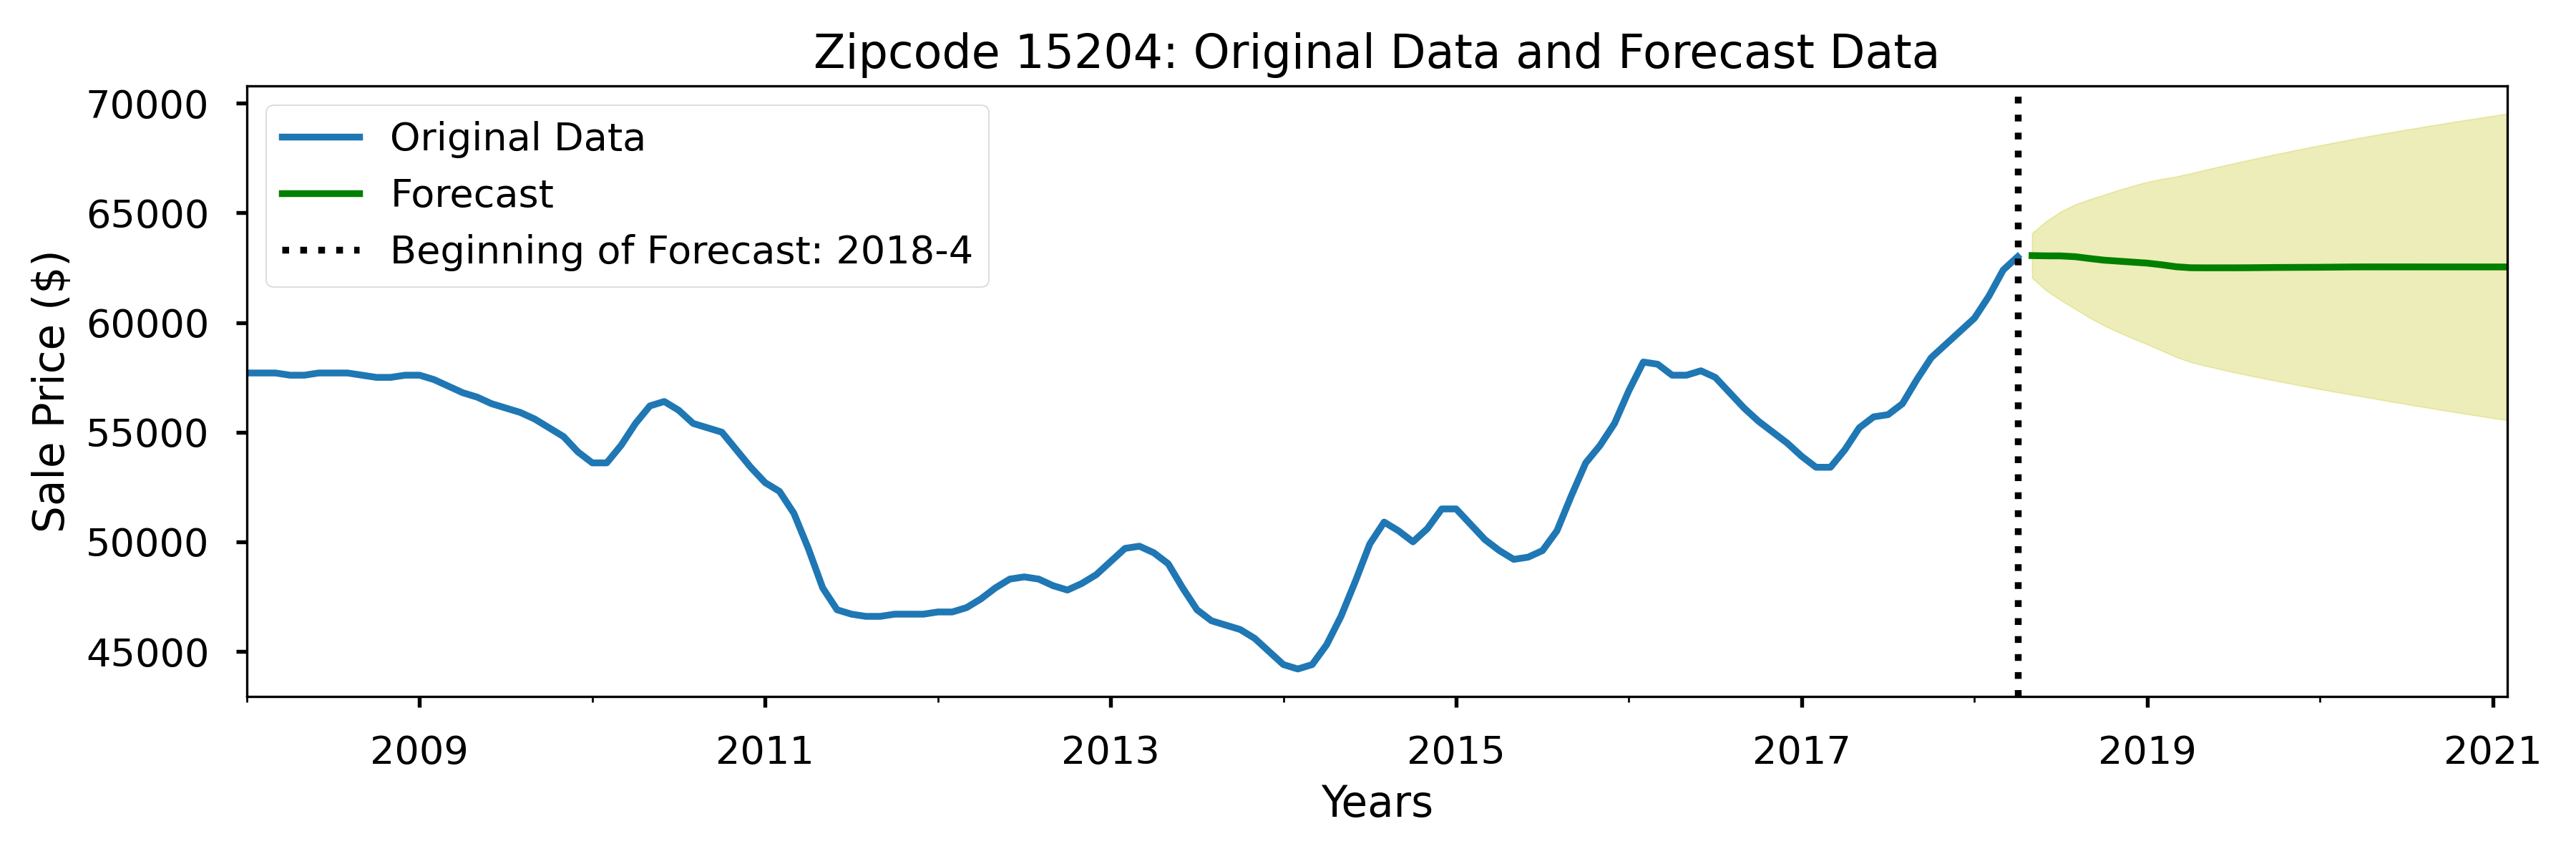 Zipcode 15204: Original Data and Forecast Data
70000
65000
60000
55000
50000
45000
Sale Price ($)
Original Data
Forecast
Beginning of Forecast: 2018-4
2009 2011 2013 2015 2017 2019 2021
Years